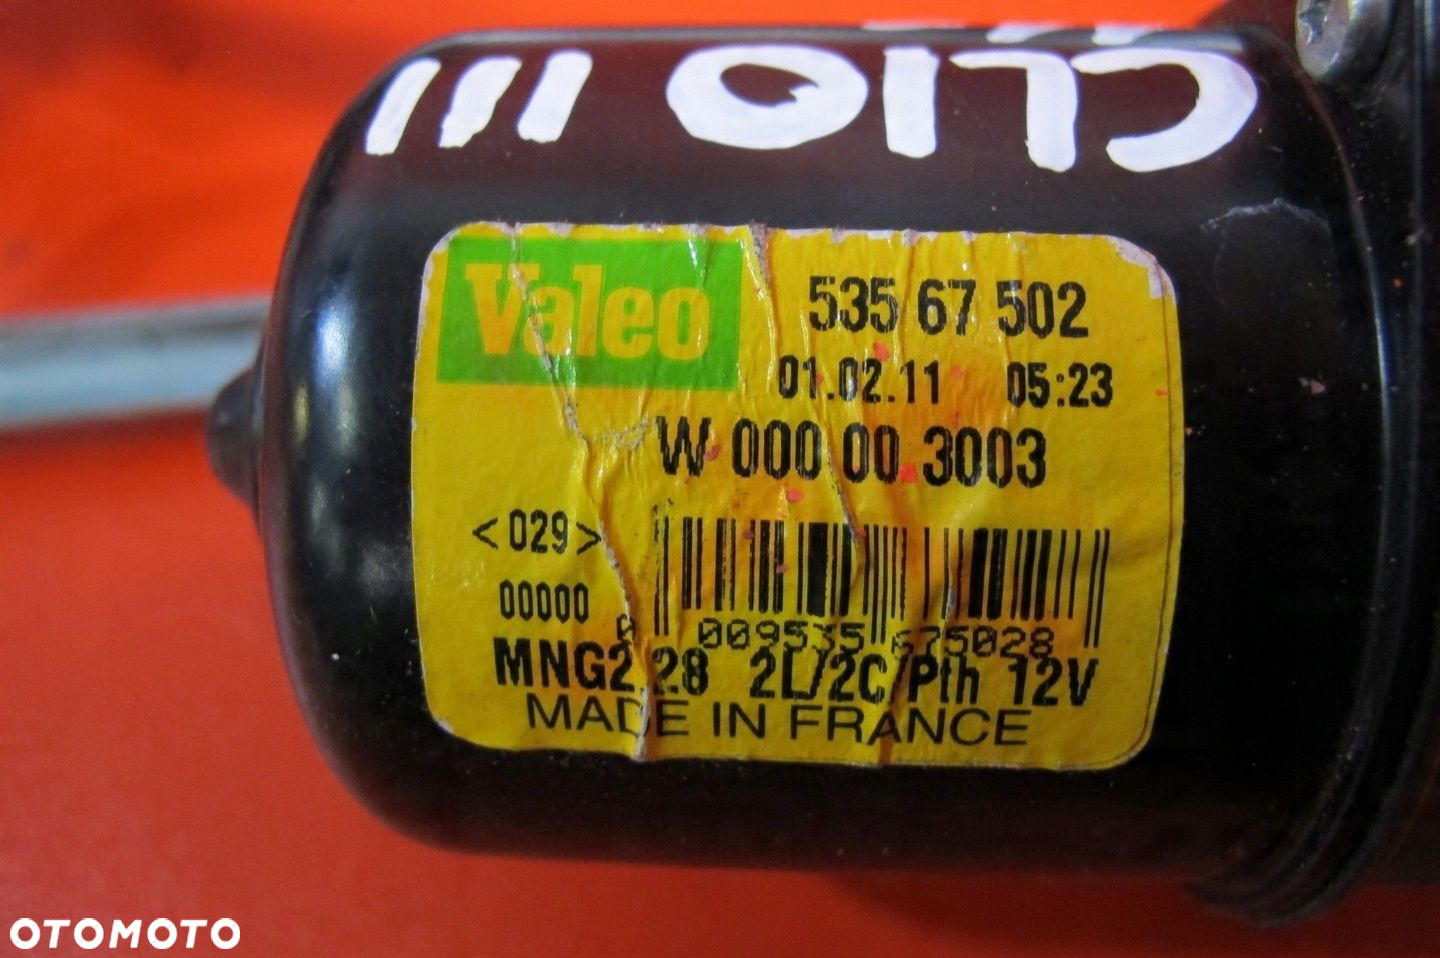 CLIO III
Valeo
535 67 502
01.02.11 05:23
W 000 00 3003
<029>
00000
0 009535 675028
MNG2.28 2L/2C/Pth 12V
MADE IN FRANCE
OTOMOTO